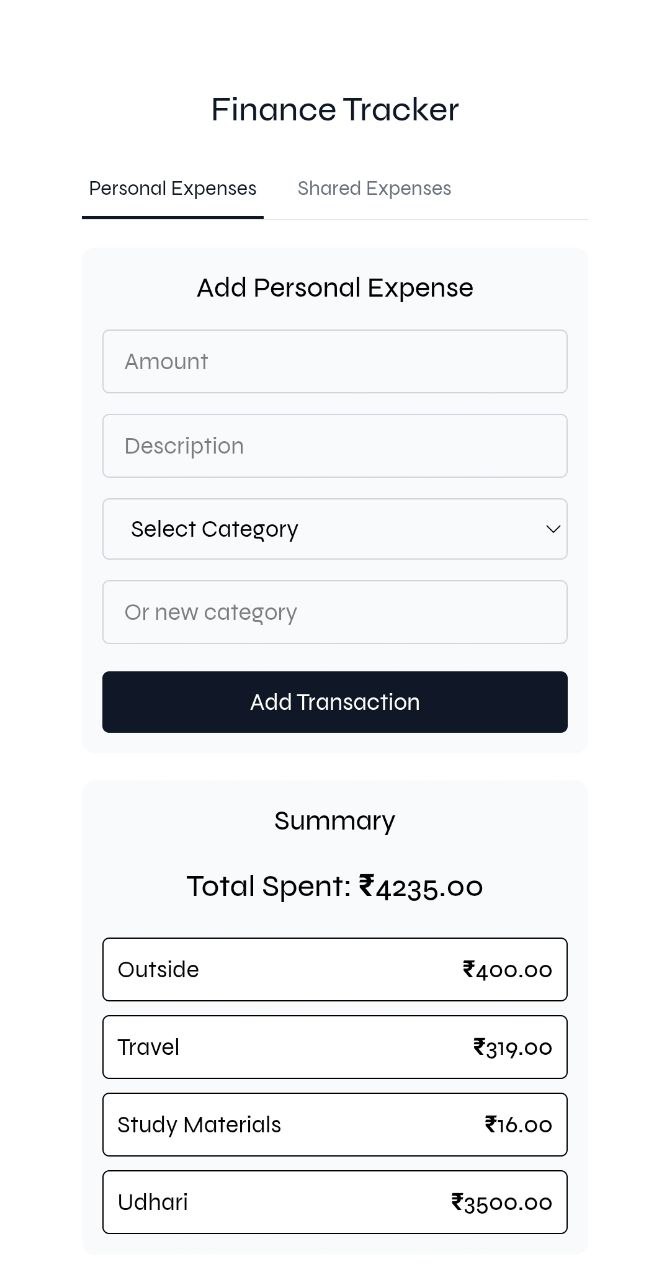 Finance Tracker
Personal Expenses Shared Expenses
Add Personal Expense
Amount
Description
Select Category
Or new category
Add Transaction
Summary
Total Spent: ₹4235.00
Outside ₹400.00
Travel ₹319.00
Study Materials ₹16.00
Udhari ₹3500.00